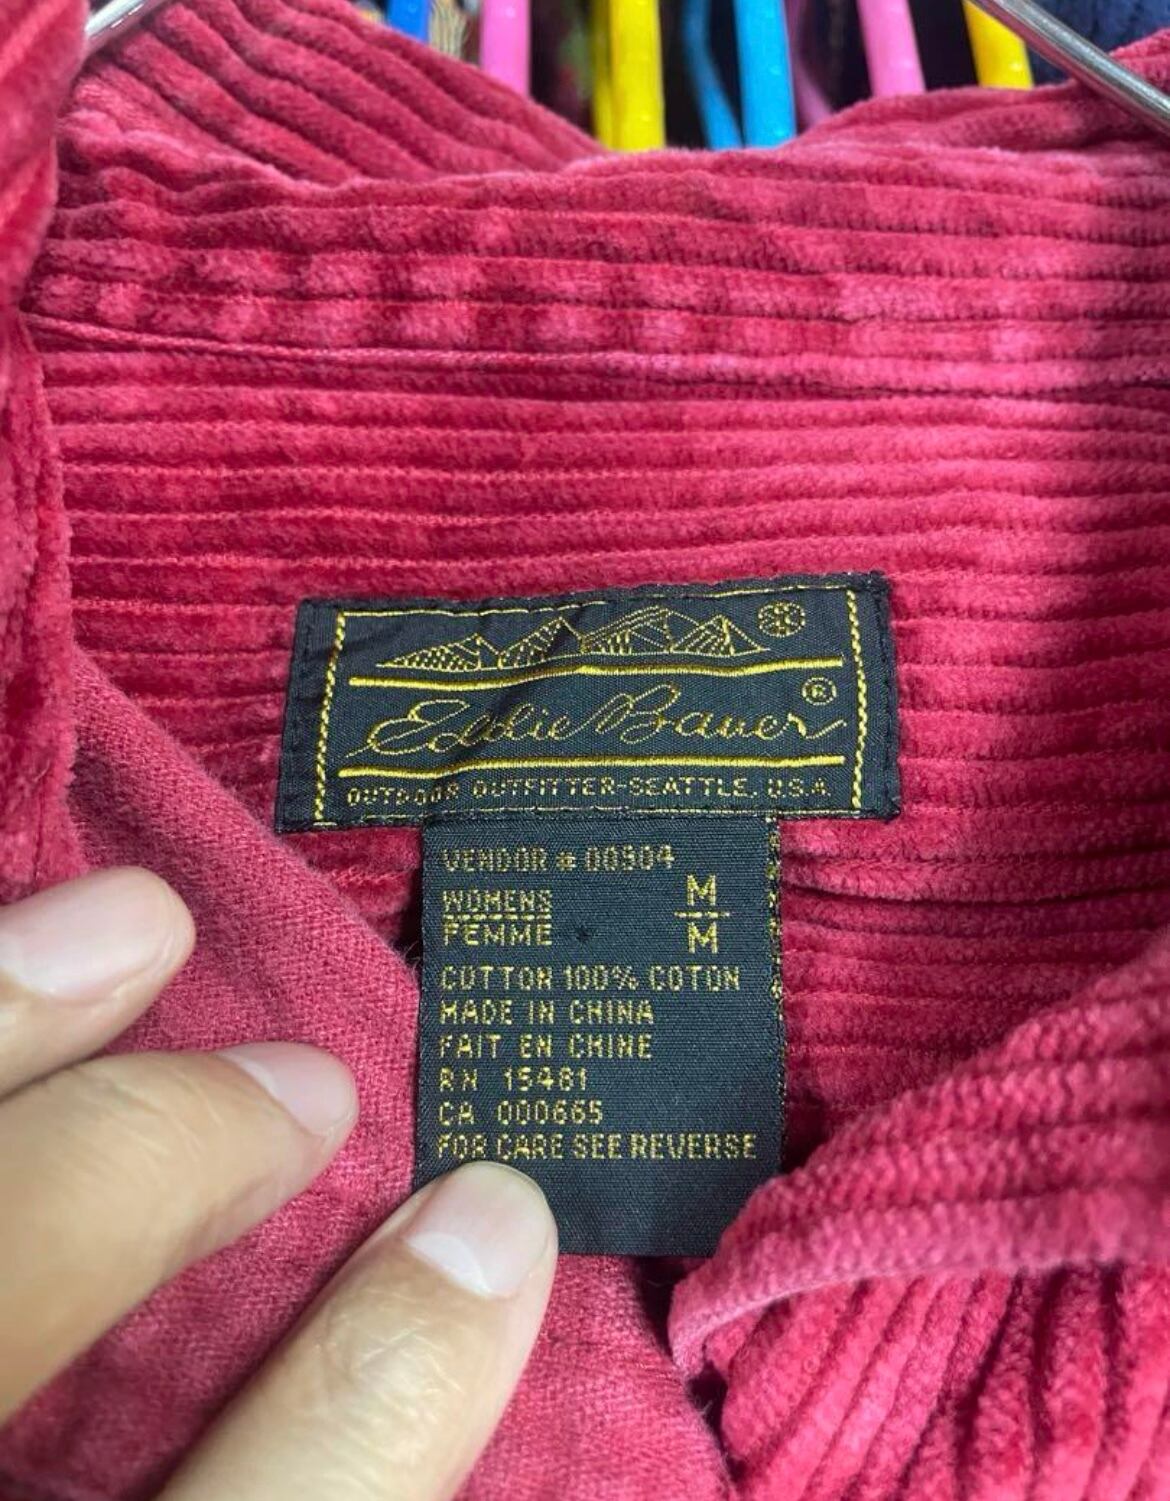 Eddie Bauer ®
OUTDOOR OUTFITTER-SEATTLE, U.S.A.
VENDOR # 00504
WOMENS M
FEMME M
COTTON 100% COTON
MADE IN CHINA
FAIT EN CHINE
RN 15481
CA 000665
FOR CARE SEE REVERSE